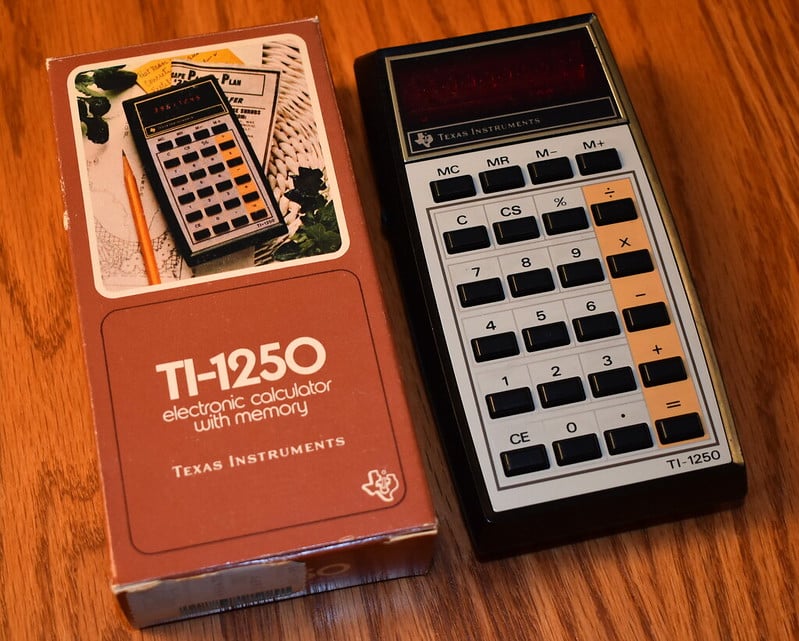 TI-1250
electronic calculator
with memory
TEXAS INSTRUMENTS
TEXAS INSTRUMENTS
MC MR M- M+
C CS % ÷
7 8 9 x
4 5 6 −
1 2 3 +
CE 0 · =
TI-1250